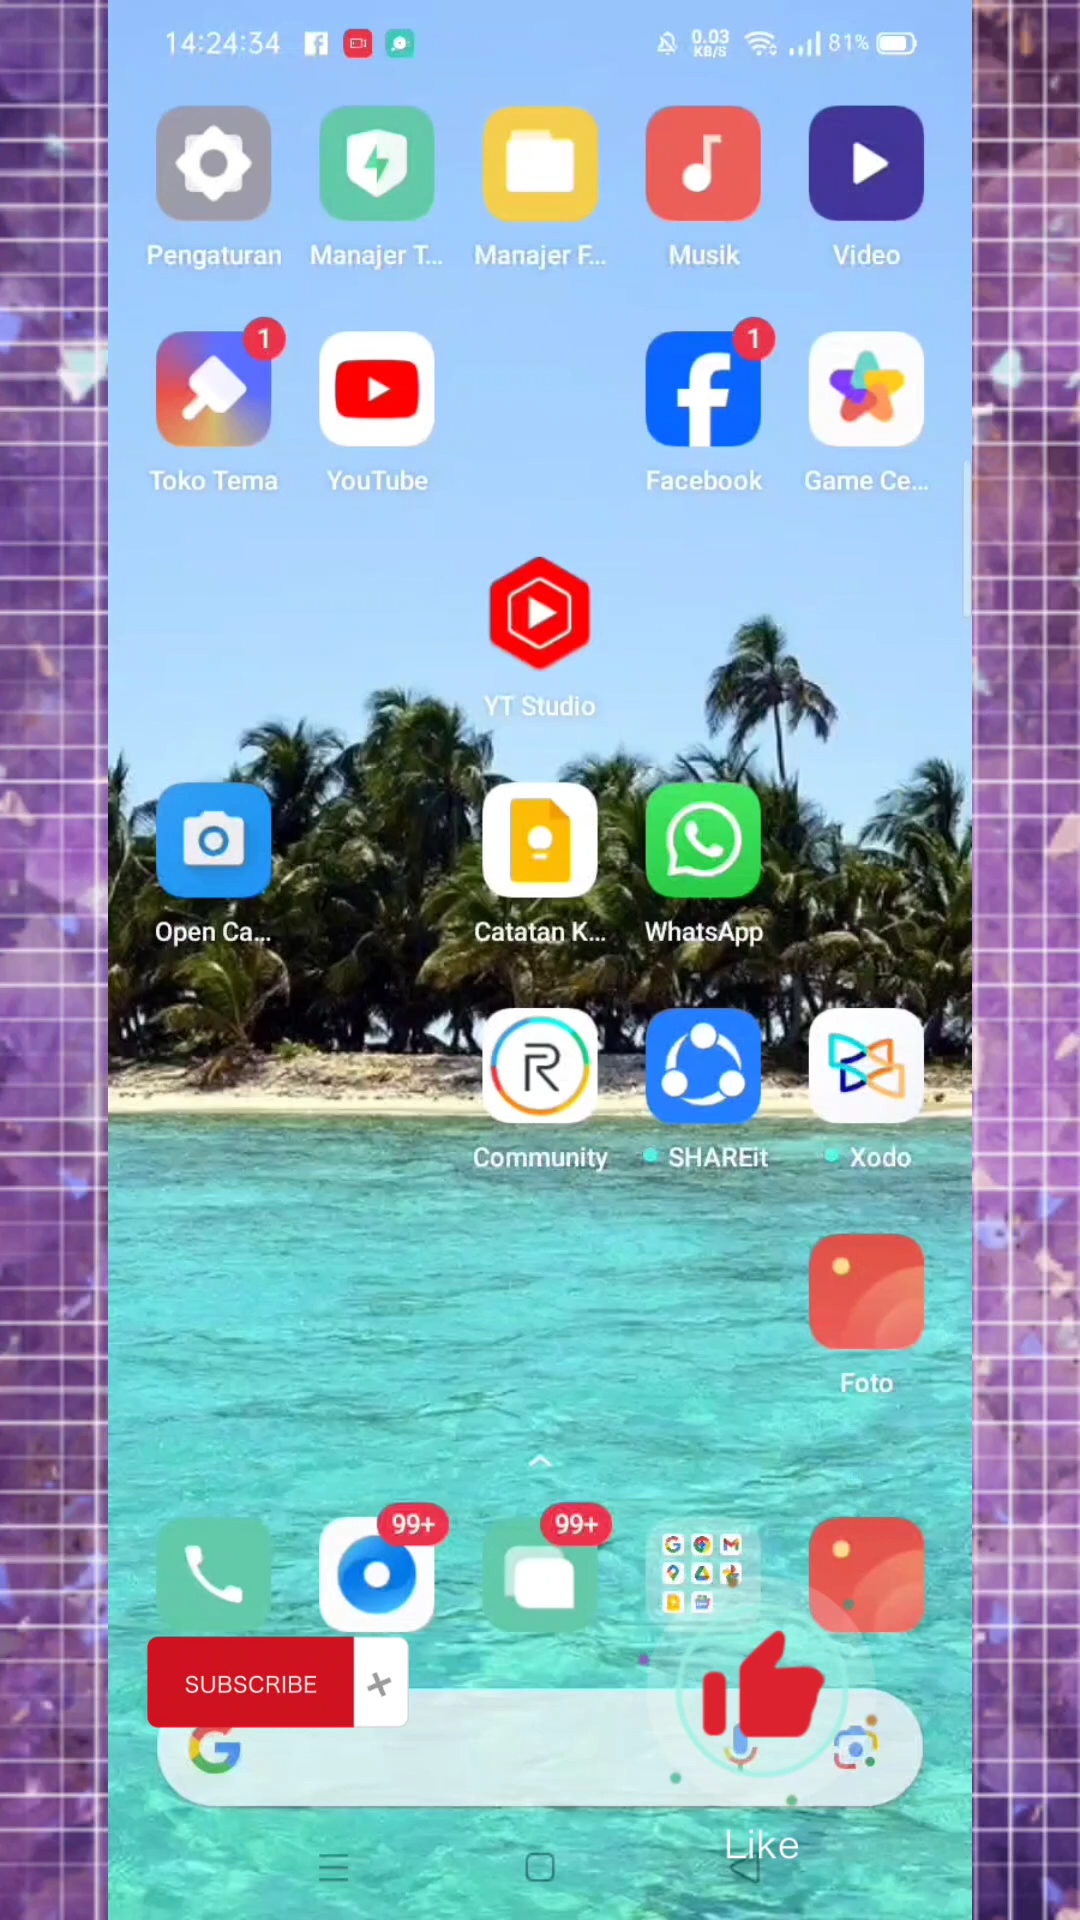 14:24:34 0.03 KB/S 81%
Pengaturan Manajer T... Manajer F... Musik Video
1 1
Toko Tema YouTube Facebook Game Ce...
YT Studio
Open Ca... Catatan K... WhatsApp
R
Community SHAREit Xodo
Foto
99+ 99+
SUBSCRIBE +
Like